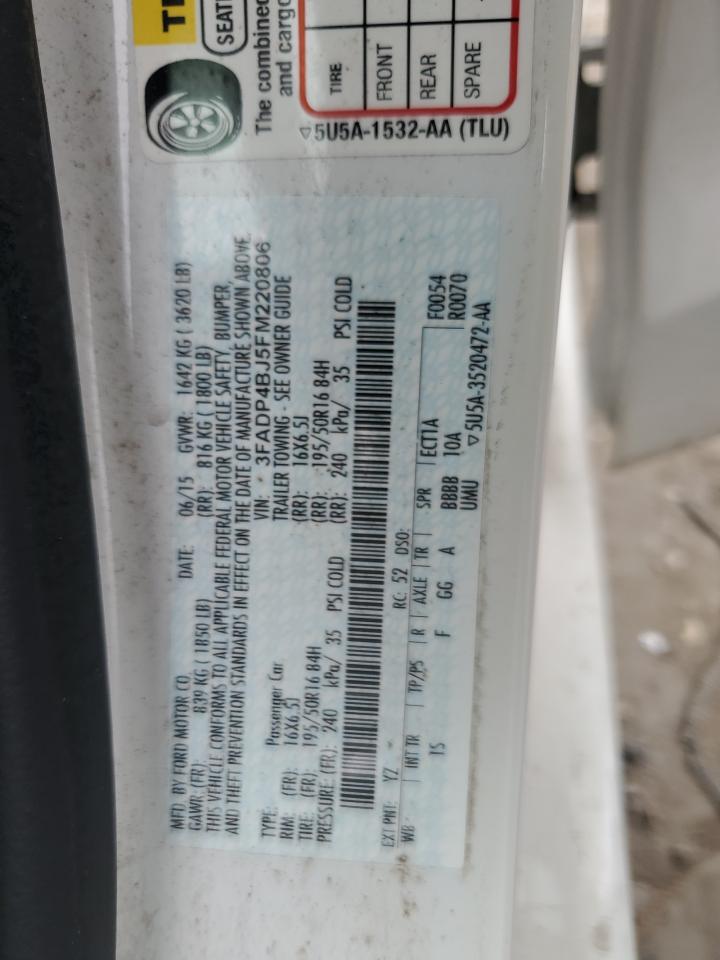 TI
SEATI
The combined
and cargo
TIRE
FRONT
REAR
SPARE
▽5U5A-1532-AA (TLU)
MFD. BY FORD MOTOR CO. DATE: 06/15 GVWR: 1642 KG ( 3620 LB)
GAWR: (FR): 839 KG ( 1850 LB) (RR): 816 KG ( 1800 LB)
THIS VEHICLE CONFORMS TO ALL APPLICABLE FEDERAL MOTOR VEHICLE SAFETY, BUMPER,
AND THEFT PREVENTION STANDARDS IN EFFECT ON THE DATE OF MANUFACTURE SHOWN ABOVE.
VIN: 3FADP4BJ5FM220806
TYPE: Passenger Car TRAILER TOWING - SEE OWNER GUIDE
RIM: (FR): 16X6.5J (RR): 16X6.5J
TIRE: (FR): 195/50R16 84H (RR): 195/50R16 84H
PRESSURE: (FR): 240 kPa/ 35 PSI COLD (RR): 240 kPa/ 35 PSI COLD
EXT PNT: YZ RC: 52 DSO: F0054
WB INT TR TP/PS R AXLE TR SPR ECT1A R0070
IS F GG A BBBB 10A
UMU ▽5U5A-3520472-AA